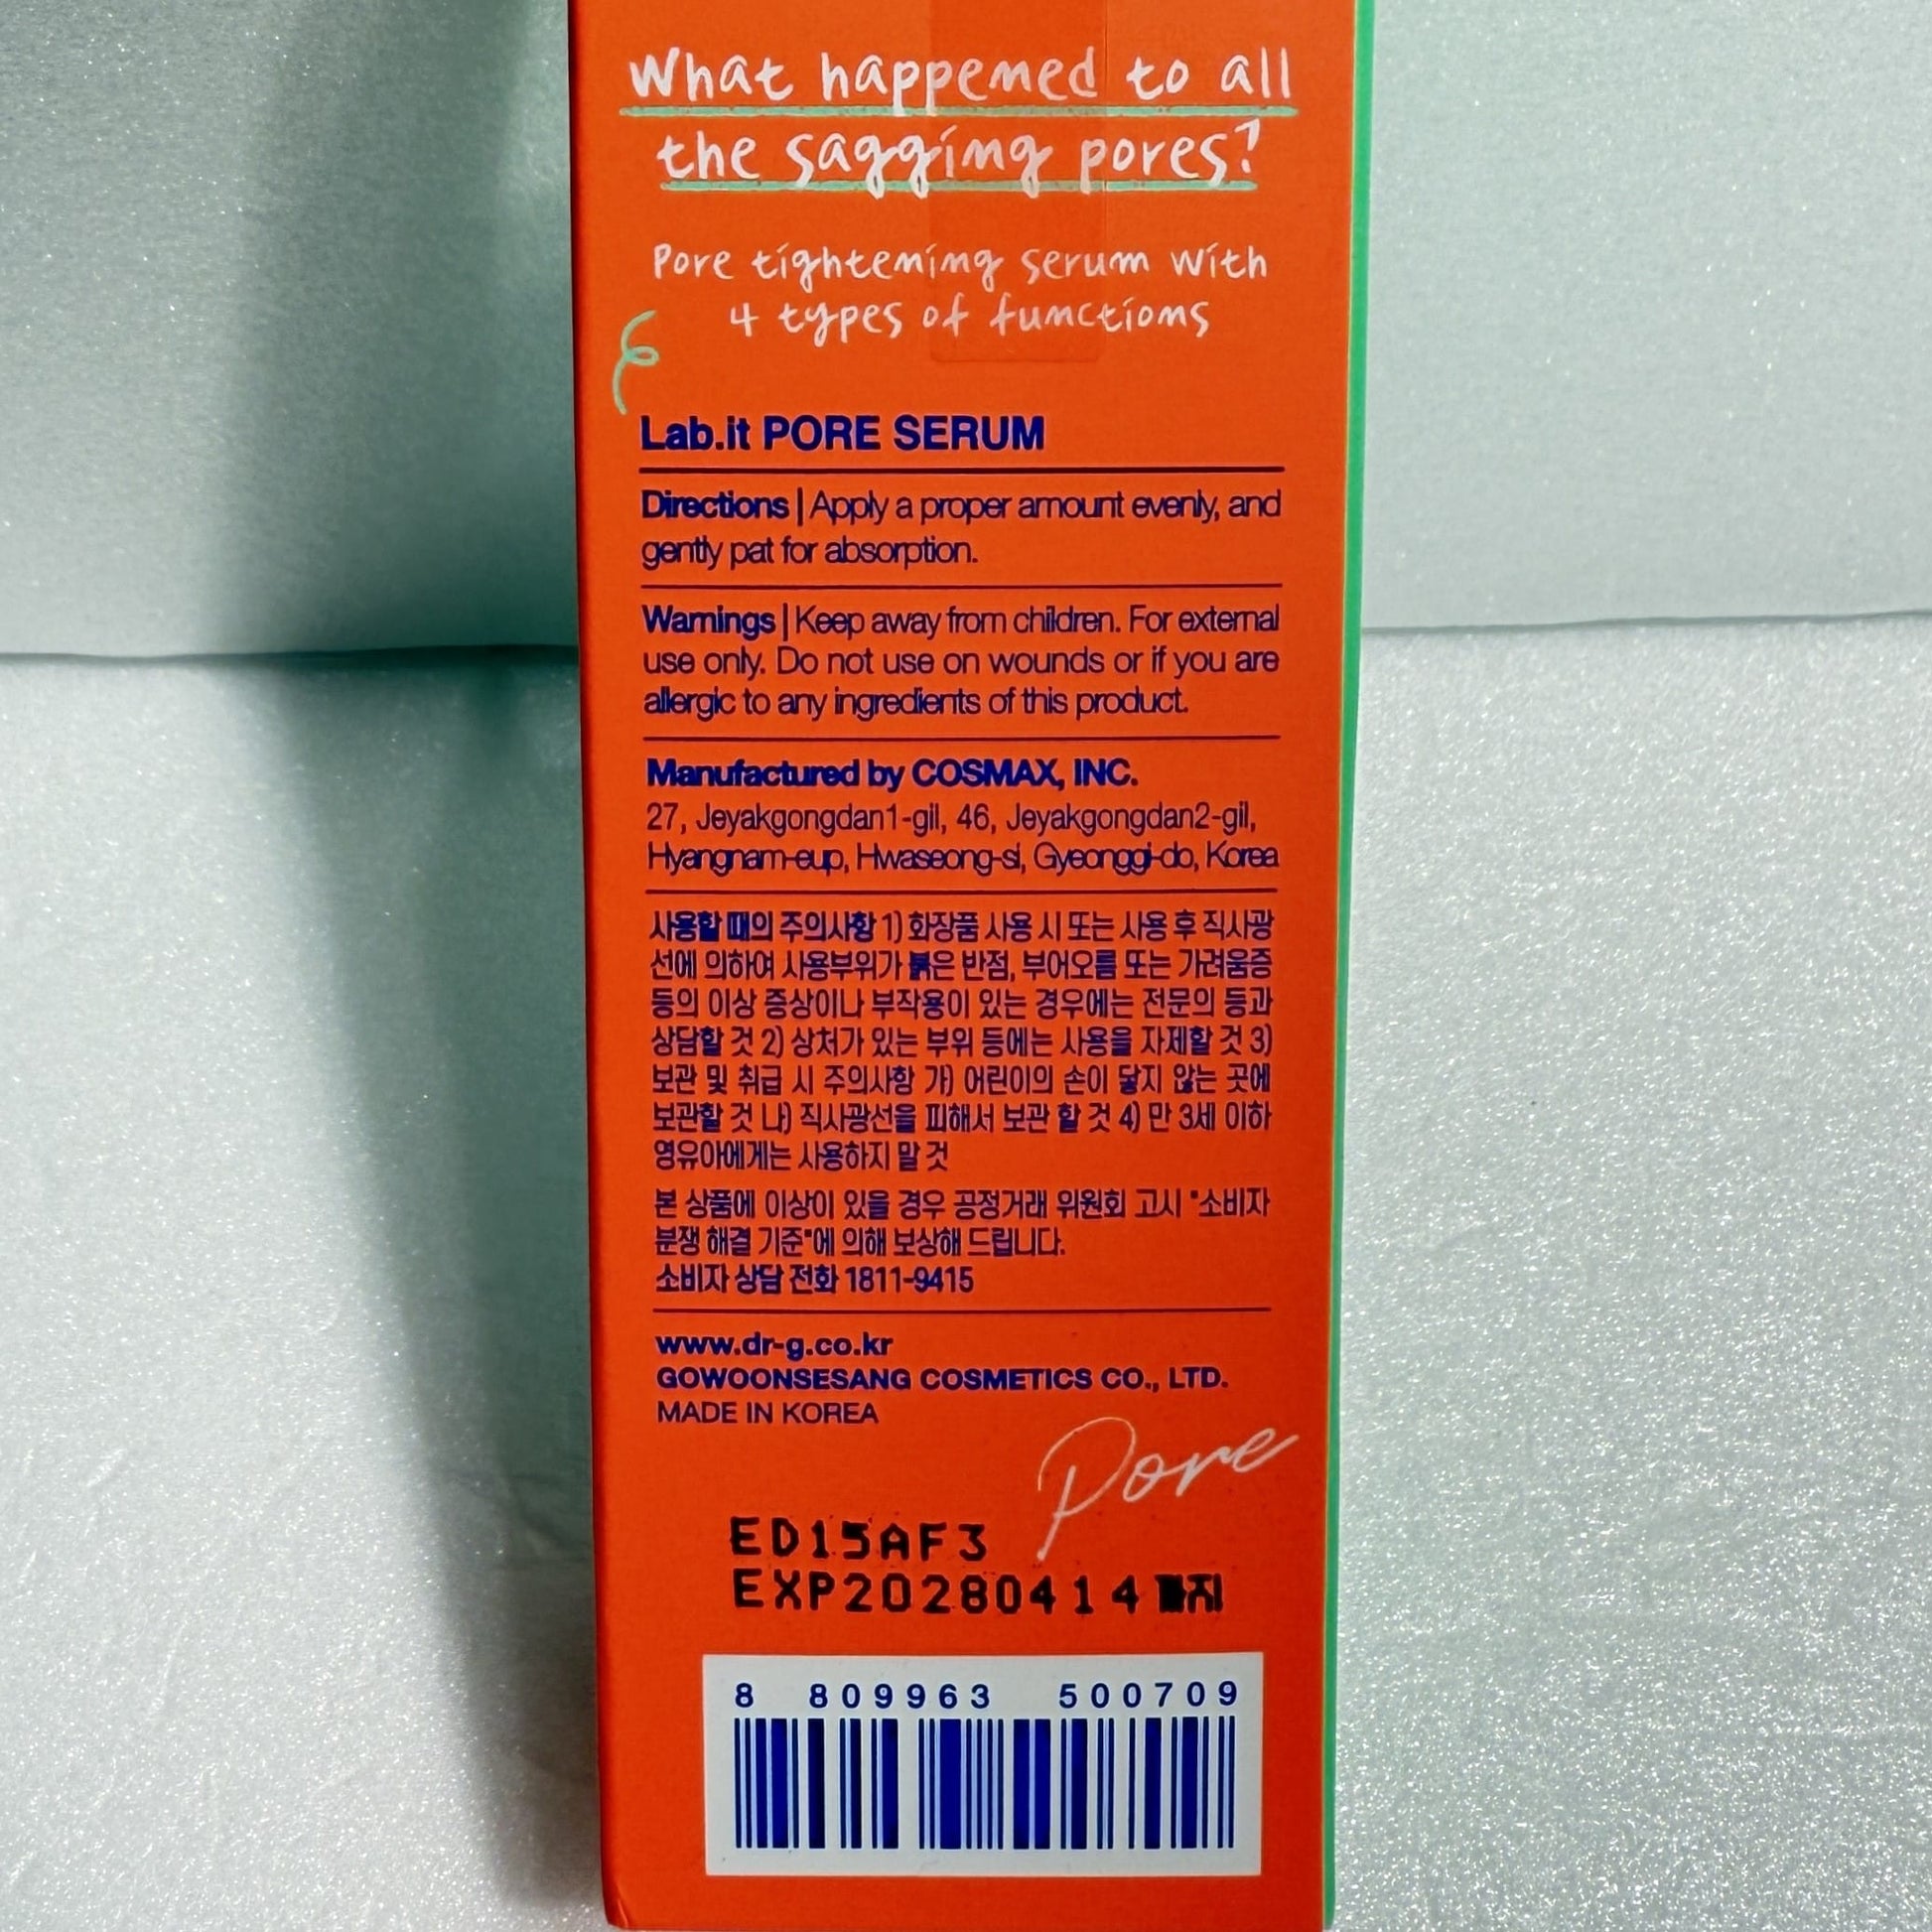 What happened to all
the sagging pores?
Pore tightening serum with
4 types of functions
Lab.it PORE SERUM
Directions | Apply a proper amount evenly, and
gently pat for absorption.
Warnings | Keep away from children. For external
use only. Do not use on wounds or if you are
allergic to any ingredients of this product.
Manufactured by COSMAX, INC.
27, Jeyakgongdan1-gil, 46, Jeyakgongdan2-gil,
Hyangnam-eup, Hwaseong-si, Gyeonggi-do, Korea
사용할 때의 주의사항 1) 화장품 사용 시 또는 사용 후 직사광
선에 의하여 사용부위가 붉은 반점, 부어오름 또는 가려움증
등의 이상 증상이나 부작용이 있는 경우에는 전문의 등과
상담할 것 2) 상처가 있는 부위 등에는 사용을 자제할 것 3)
보관 및 취급 시 주의사항 가) 어린이의 손이 닿지 않는 곳에
보관할 것 나) 직사광선을 피해서 보관 할 것 4) 만 3세 이하
영유아에게는 사용하지 말 것
본 상품에 이상이 있을 경우 공정거래 위원회 고시 "소비자
분쟁 해결 기준"에 의해 보상해 드립니다.
소비자 상담 전화 1811-9415
www.dr-g.co.kr
GOWOONSESANG COSMETICS CO., LTD.
MADE IN KOREA
Pore
ED15AF3
EXP20280414까지
8 809963 500709